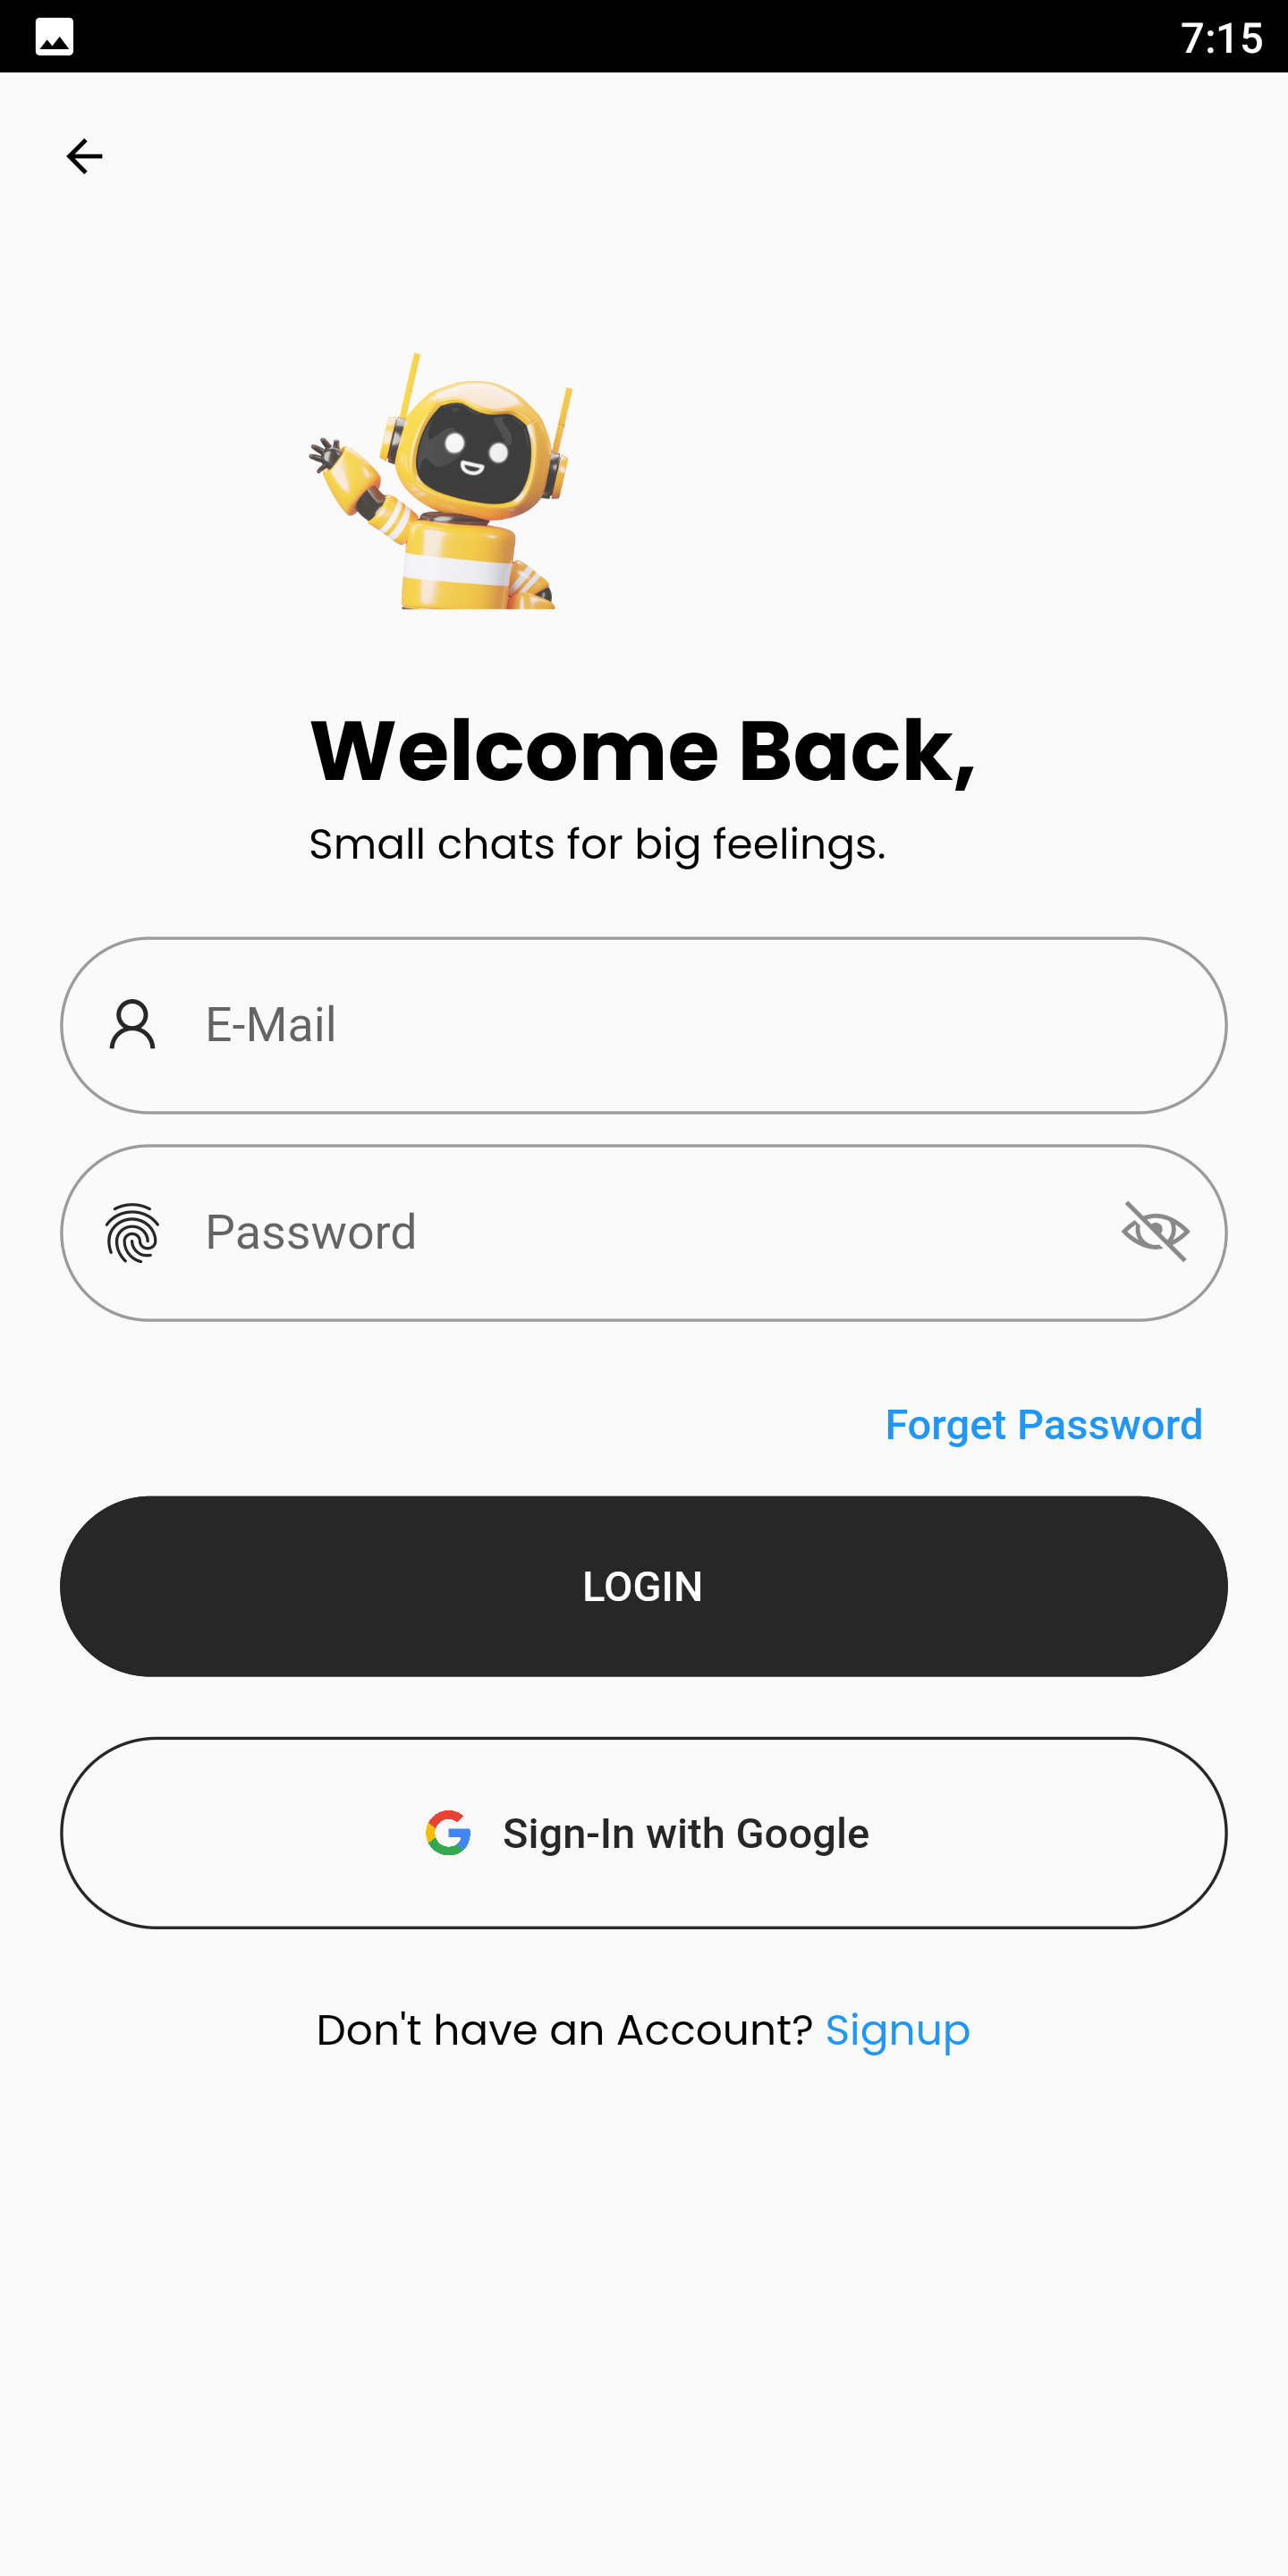 7:15
Welcome Back,
Small chats for big feelings.
E-Mail
Password
Forget Password
LOGIN
Sign-In with Google
Don't have an Account? Signup